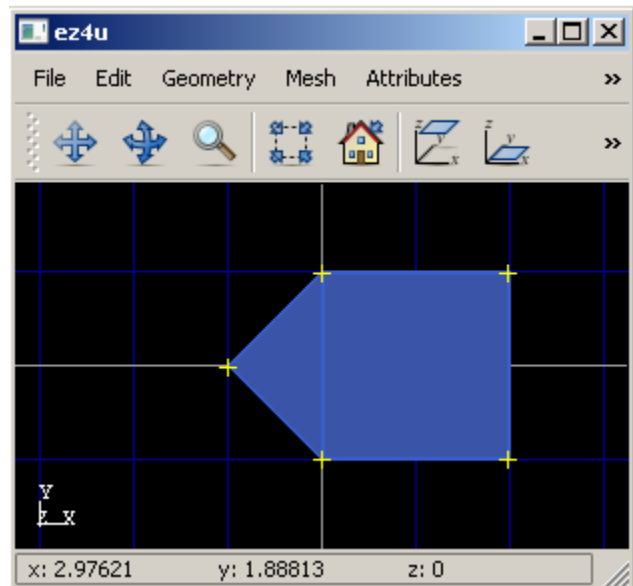 ez4u
File Edit Geometry Mesh Attributes »
z y x z y x »
Y
z x
x: 2.97621 y: 1.88813 z: 0